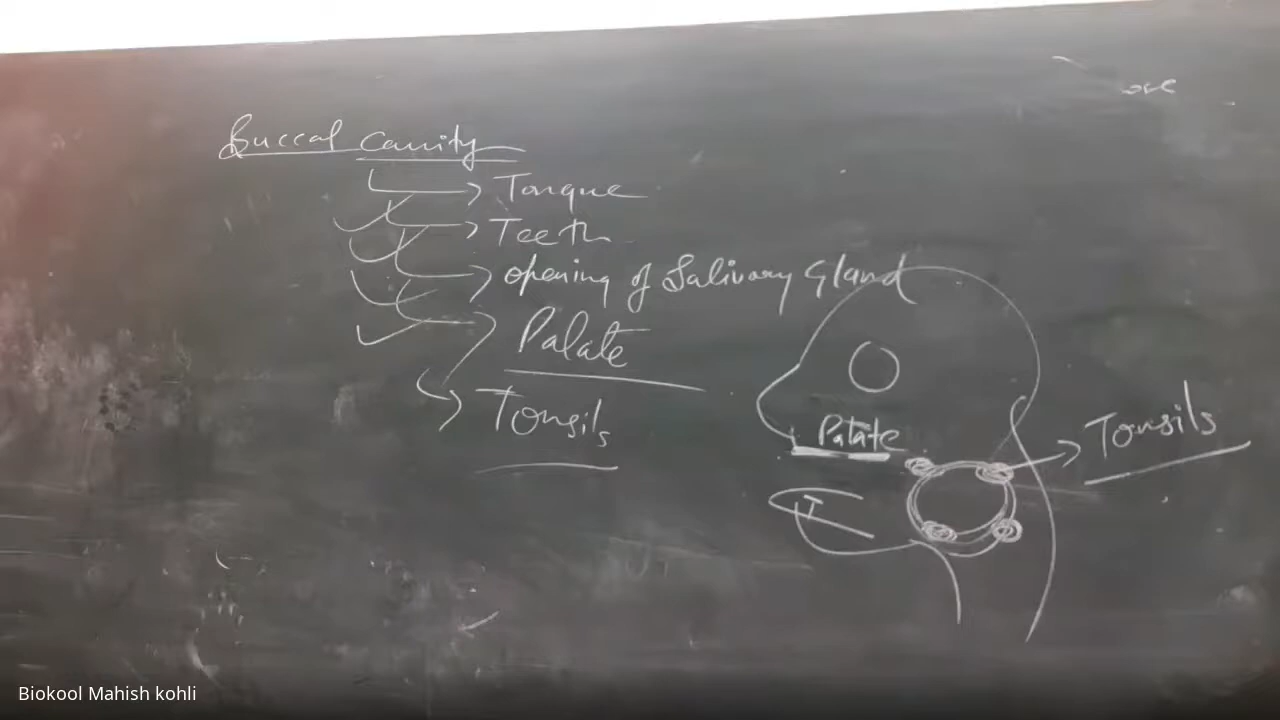 Buccal Cavity
Tongue
Teeth
opening of Salivary Gland
Palate
Tonsils
Palate
Tonsils
T
Biokool Mahish kohli